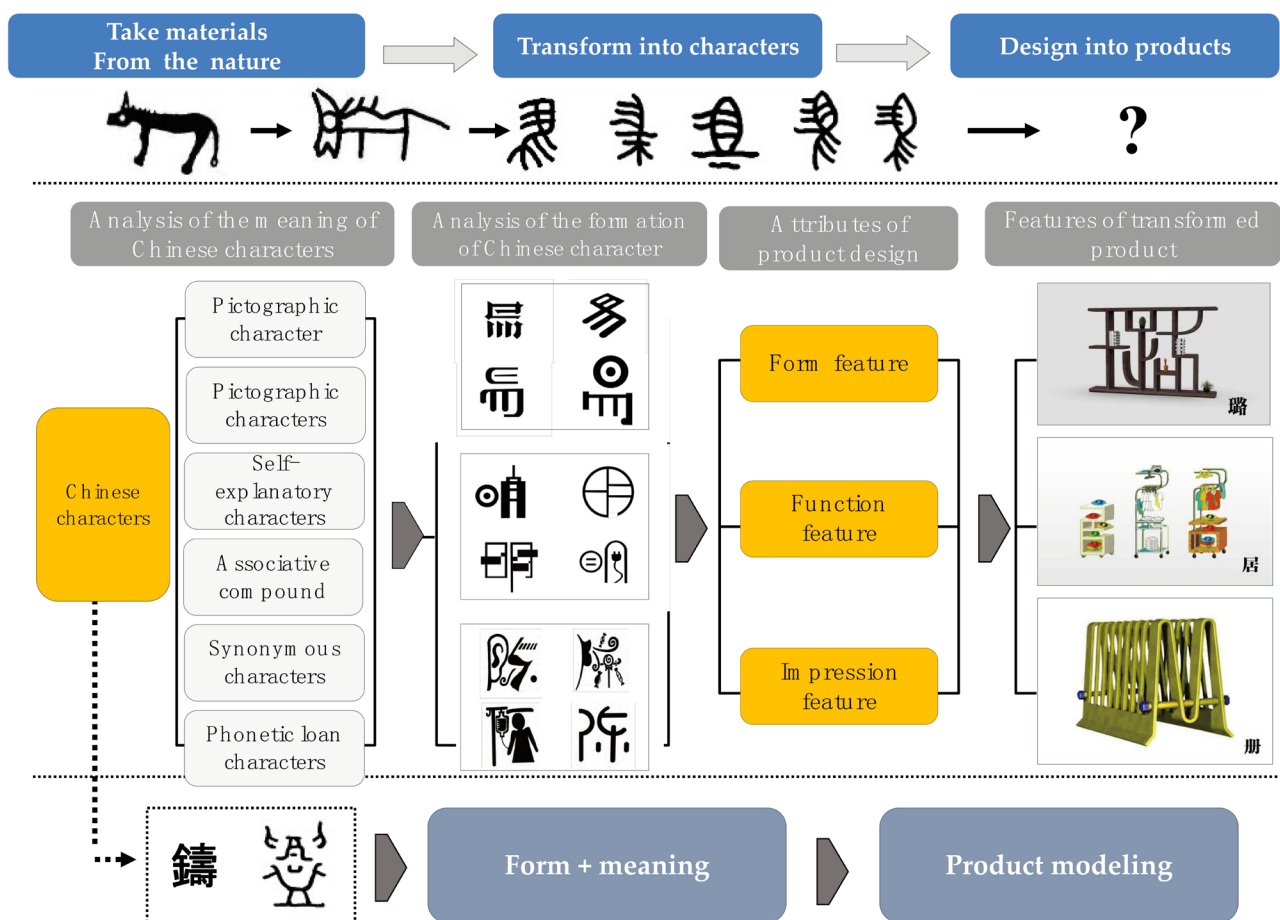 Take materials
From the nature
Transform into characters
Design into products
?
Analysis of the meaning of
Chinese characters
Analysis of the formation
of Chinese character
Attributes of
product design
Features of transformed
product
Chinese
characters
Pictographic
character
Pictographic
characters
Self-
explanatory
characters
Associative
compound
Synonymous
characters
Phonetic loan
characters
Form feature
Function
feature
Impression
feature
璐
居
册
鑄
Form + meaning
Product modeling